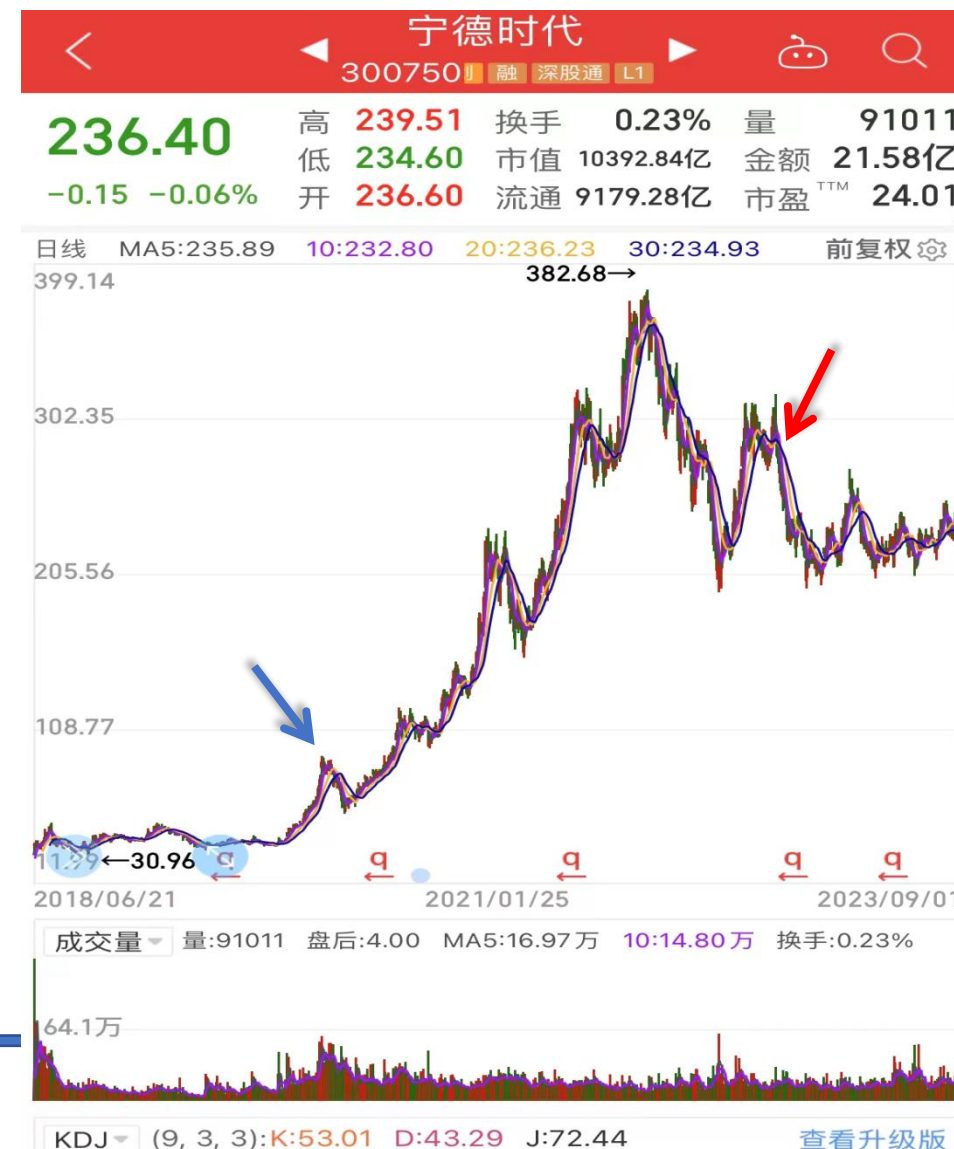 宁德时代
300750 融 深股通 L1
236.40
-0.15 -0.06%
高 239.51 换手 0.23% 量 91011
低 234.60 市值 10392.84亿 金额 21.58亿
开 236.60 流通 9179.28亿 市盈TTM 24.01
日线 MA5:235.89 10:232.80 20:236.23 30:234.93 前复权
382.68→
399.14
302.35
205.56
108.77
11.99 ←30.96 q q q q q
2018/06/21 2021/01/25 2023/09/01
成交量 量:91011 盘后:4.00 MA5:16.97万 10:14.80万 换手:0.23%
64.1万
KDJ (9, 3, 3):K:53.01 D:43.29 J:72.44 查看升级版